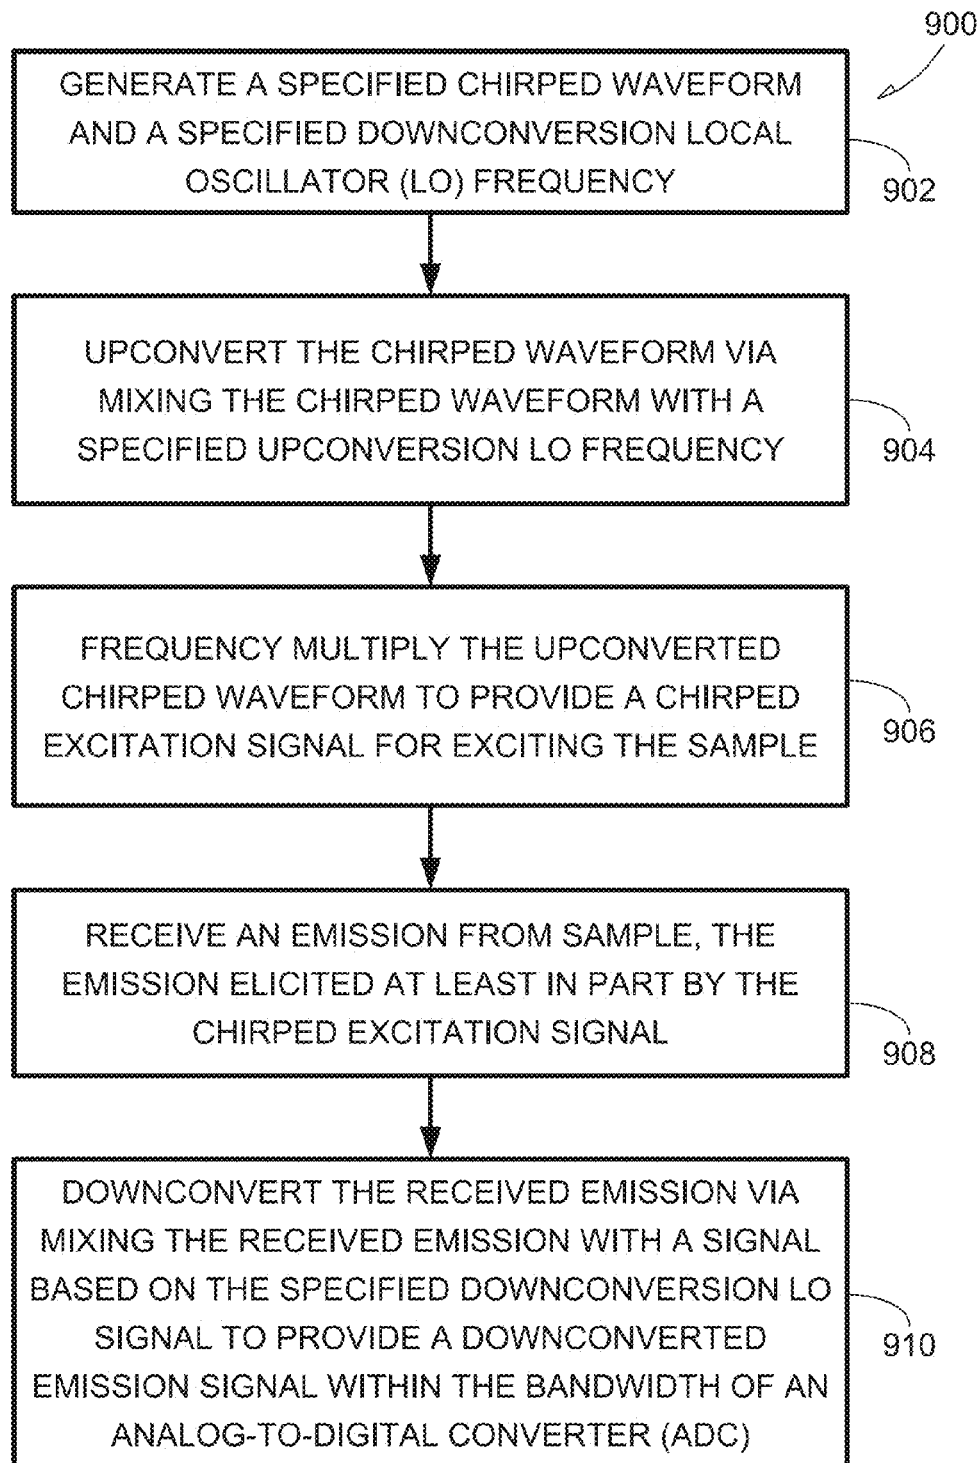 900
GENERATE A SPECIFIED CHIRPED WAVEFORM
AND A SPECIFIED DOWNCONVERSION LOCAL
OSCILLATOR (LO) FREQUENCY
902
UPCONVERT THE CHIRPED WAVEFORM VIA
MIXING THE CHIRPED WAVEFORM WITH A
SPECIFIED UPCONVERSION LO FREQUENCY
904
FREQUENCY MULTIPLY THE UPCONVERTED
CHIRPED WAVEFORM TO PROVIDE A CHIRPED
EXCITATION SIGNAL FOR EXCITING THE SAMPLE
906
RECEIVE AN EMISSION FROM SAMPLE, THE
EMISSION ELICITED AT LEAST IN PART BY THE
CHIRPED EXCITATION SIGNAL
908
DOWNCONVERT THE RECEIVED EMISSION VIA
MIXING THE RECEIVED EMISSION WITH A SIGNAL
BASED ON THE SPECIFIED DOWNCONVERSION LO
SIGNAL TO PROVIDE A DOWNCONVERTED
EMISSION SIGNAL WITHIN THE BANDWIDTH OF AN
ANALOG-TO-DIGITAL CONVERTER (ADC)
910